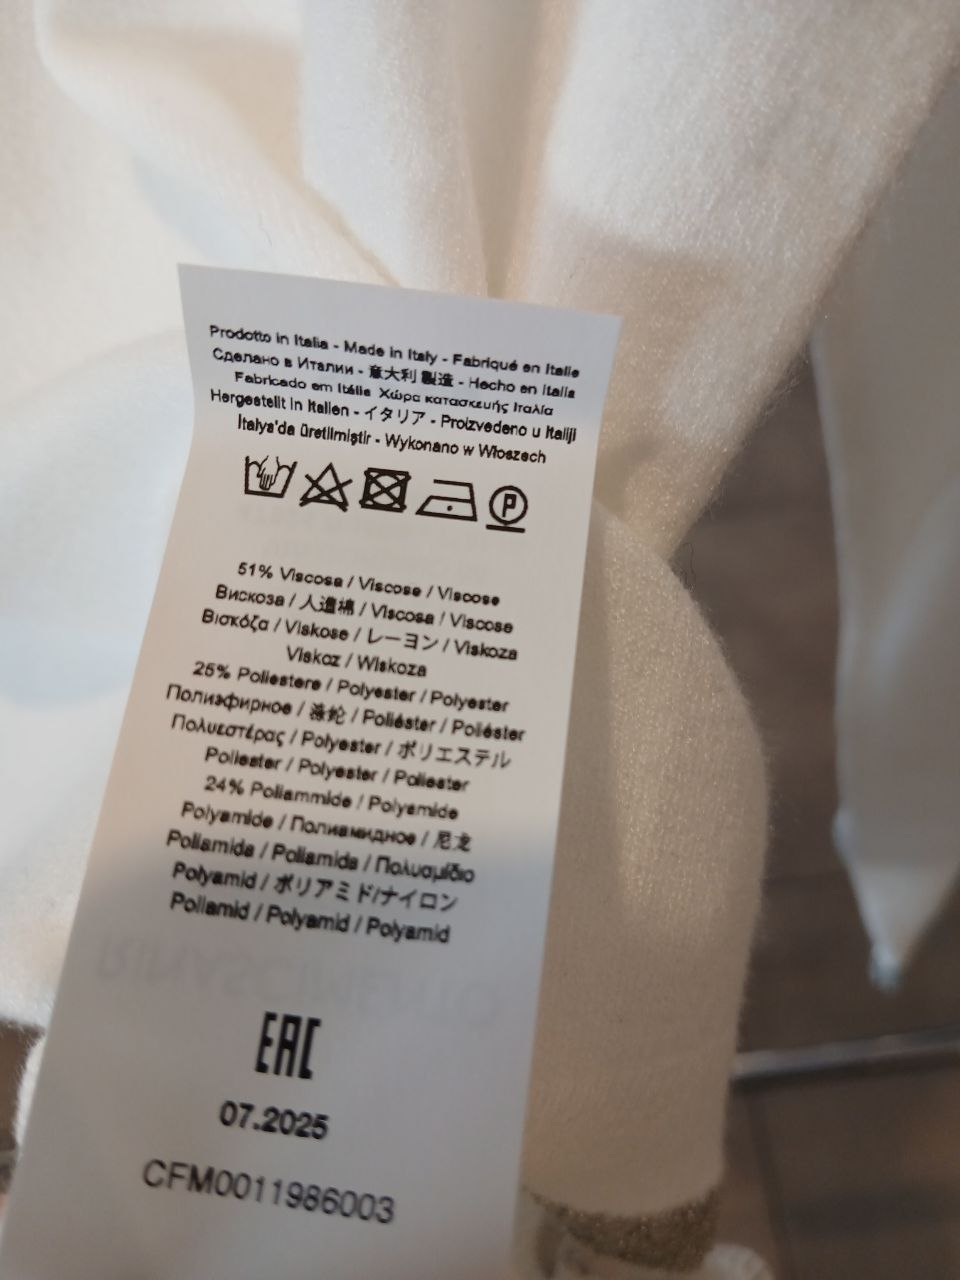 Prodotto in Italia - Made in Italy - Fabriqué en Italie
Сделано в Италии - 意大利 製造 - Hecho en Italia
Fabricado em Itália Χώρα κατασκευής Ιταλία
Hergestellt in Italien - イタリア - Proizvedeno u Italiji
İtalya'da üretilmiştir - Wykonano w Włoszech
P
51% Viscosa / Viscose / Viscose
Вискоза / 人造棉 / Viscosa / Viscose
Βισκόζα / Viskose / レーヨン / Viskoza
Viskoz / Wiskoza
25% Poliestere / Polyester / Polyester
Полиэфирное / 涤纶 / Poliéster / Poliéster
Πολυεστέρας / Polyester / ポリエステル
Poliester / Polyester / Poliester
24% Poliammide / Polyamide
Polyamide / Полиамидное / 尼龙
Poliamida / Poliamida / Πολυαμίδιο
Polyamid / ポリアミド/ナイロン
Poliamid / Polyamid / Polyamid
EAC
07.2025
CFM0011986003